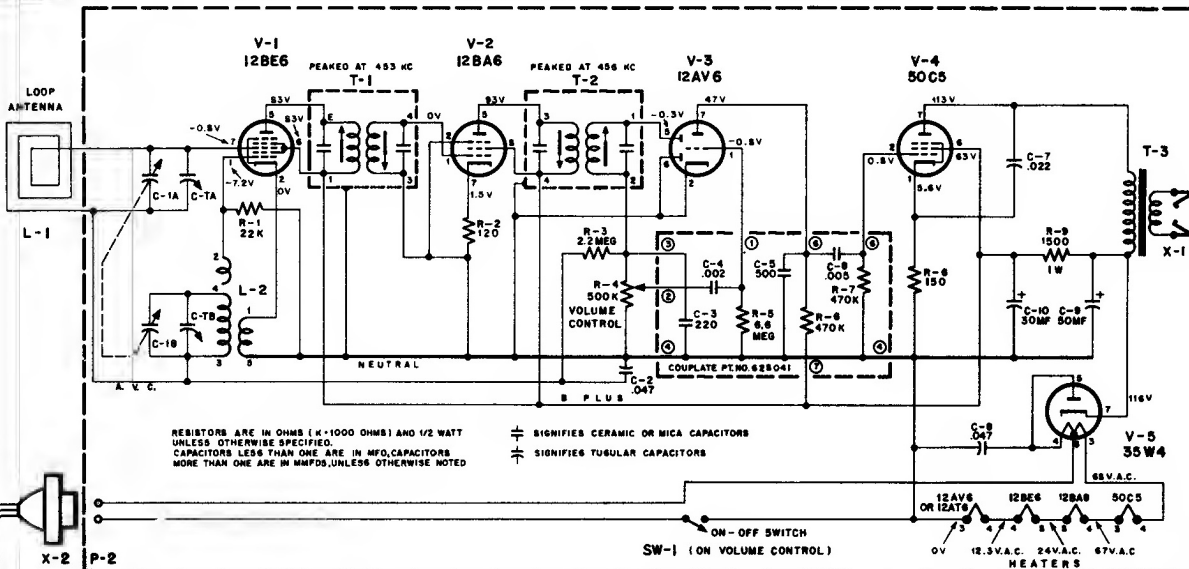 LOOP
ANTENNA
L-1
V-1
12BE6
PEAKED AT 453 KC
T-1
V-2
12BA6
PEAKED AT 456 KC
T-2
V-3
12AV6
V-4
50C5
T-3
X-1
83V
83V
-0.8V
-7.2V
0V
0V
93V
1.5V
-0.3V
47V
-0.8V
0.8V
113V
63V
5.6V
C-1A
C-TA
R-1
22K
L-2
C-1B
C-TB
A. V. C.
NEUTRAL
R-2
120
R-3
2.2 MEG
R-4
500K
VOLUME
CONTROL
C-2
.047
B PLUS
C-3
220
C-4
.002
R-5
6.6
MEG
C-5
500
R-6
470K
.005
R-7
470K
COUPLATE PT.NO.628041
R-6
150
C-7
.022
R-9
1500
1W
C-10
30MF
C-9
50MF
116V
V-5
35W4
.047
68V.A.C.
RESISTORS ARE IN OHMS (K=1000 OHMS) AND 1/2 WATT
UNLESS OTHERWISE SPECIFIED.
CAPACITORS LESS THAN ONE ARE IN MFD, CAPACITORS
MORE THAN ONE ARE IN MMFDS, UNLESS OTHERWISE NOTED
SIGNIFIES CERAMIC OR MICA CAPACITORS
SIGNIFIES TUBULAR CAPACITORS
X-2
P-2
ON-OFF SWITCH
SW-1 (ON VOLUME CONTROL)
12AV6
OR 12AT6
12BE6
12BA6
50C5
0V
12.5V.A.C.
24V.A.C.
67V.A.C
HEATERS